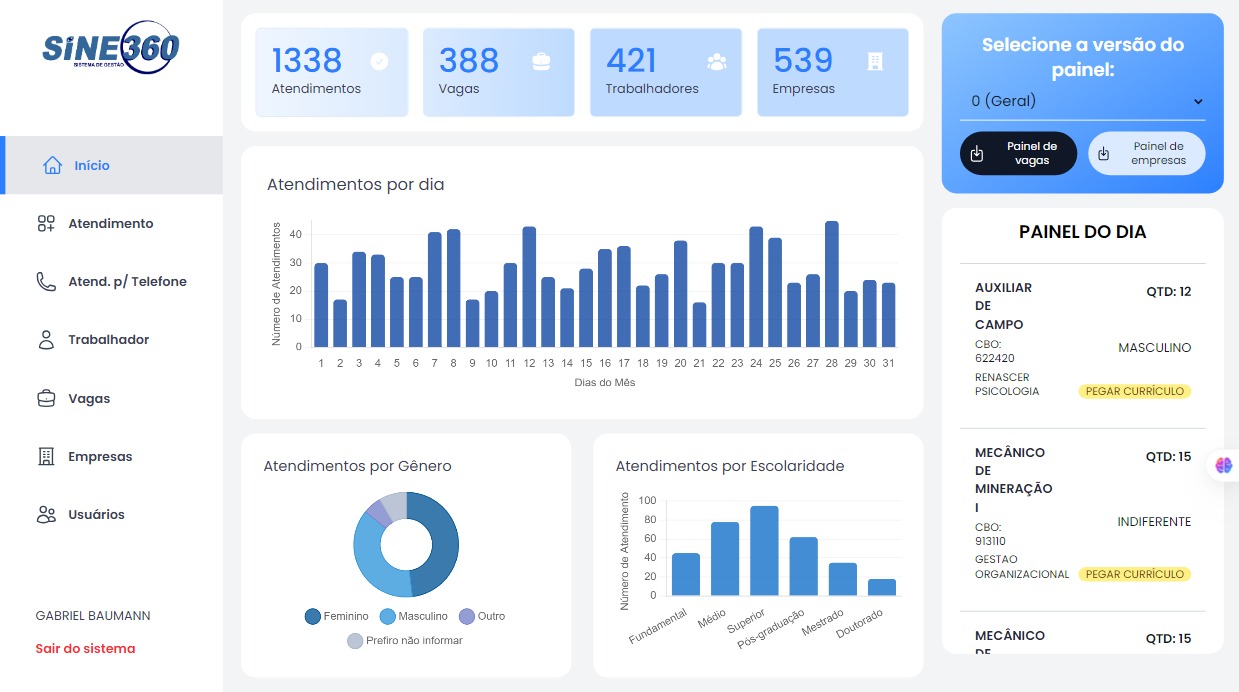 SiNE360
SISTEMA DE GESTÃO
Início
Atendimento
Atend. p/ Telefone
Trabalhador
Vagas
Empresas
Usuários
GABRIEL BAUMANN
Sair do sistema
1338
Atendimentos
388
Vagas
421
Trabalhadores
539
Empresas
Atendimentos por dia
Número de Atendimentos
40
30
20
10
0
1 2 3 4 5 6 7 8 9 10 11 12 13 14 15 16 17 18 19 20 21 22 23 24 25 26 27 28 29 30 31
Dias do Mês
Atendimentos por Gênero
Feminino Masculino Outro
Prefiro não informar
Atendimentos por Escolaridade
Número de Atendimento
100
80
60
40
20
0
Fundamental
Médio
Superior
Pós-graduação
Mestrado
Doutorado
Selecione a versão do
painel:
0 (Geral)
Painel de
vagas
Painel de
empresas
PAINEL DO DIA
AUXILIAR
DE
CAMPO
QTD: 12
CBO:
622420
MASCULINO
RENASCER
PSICOLOGIA
PEGAR CURRÍCULO
MECÂNICO
DE
MINERAÇÃO
I
QTD: 15
CBO:
913110
INDIFERENTE
GESTAO
ORGANIZACIONAL
PEGAR CURRÍCULO
MECÂNICO
DE
QTD: 15